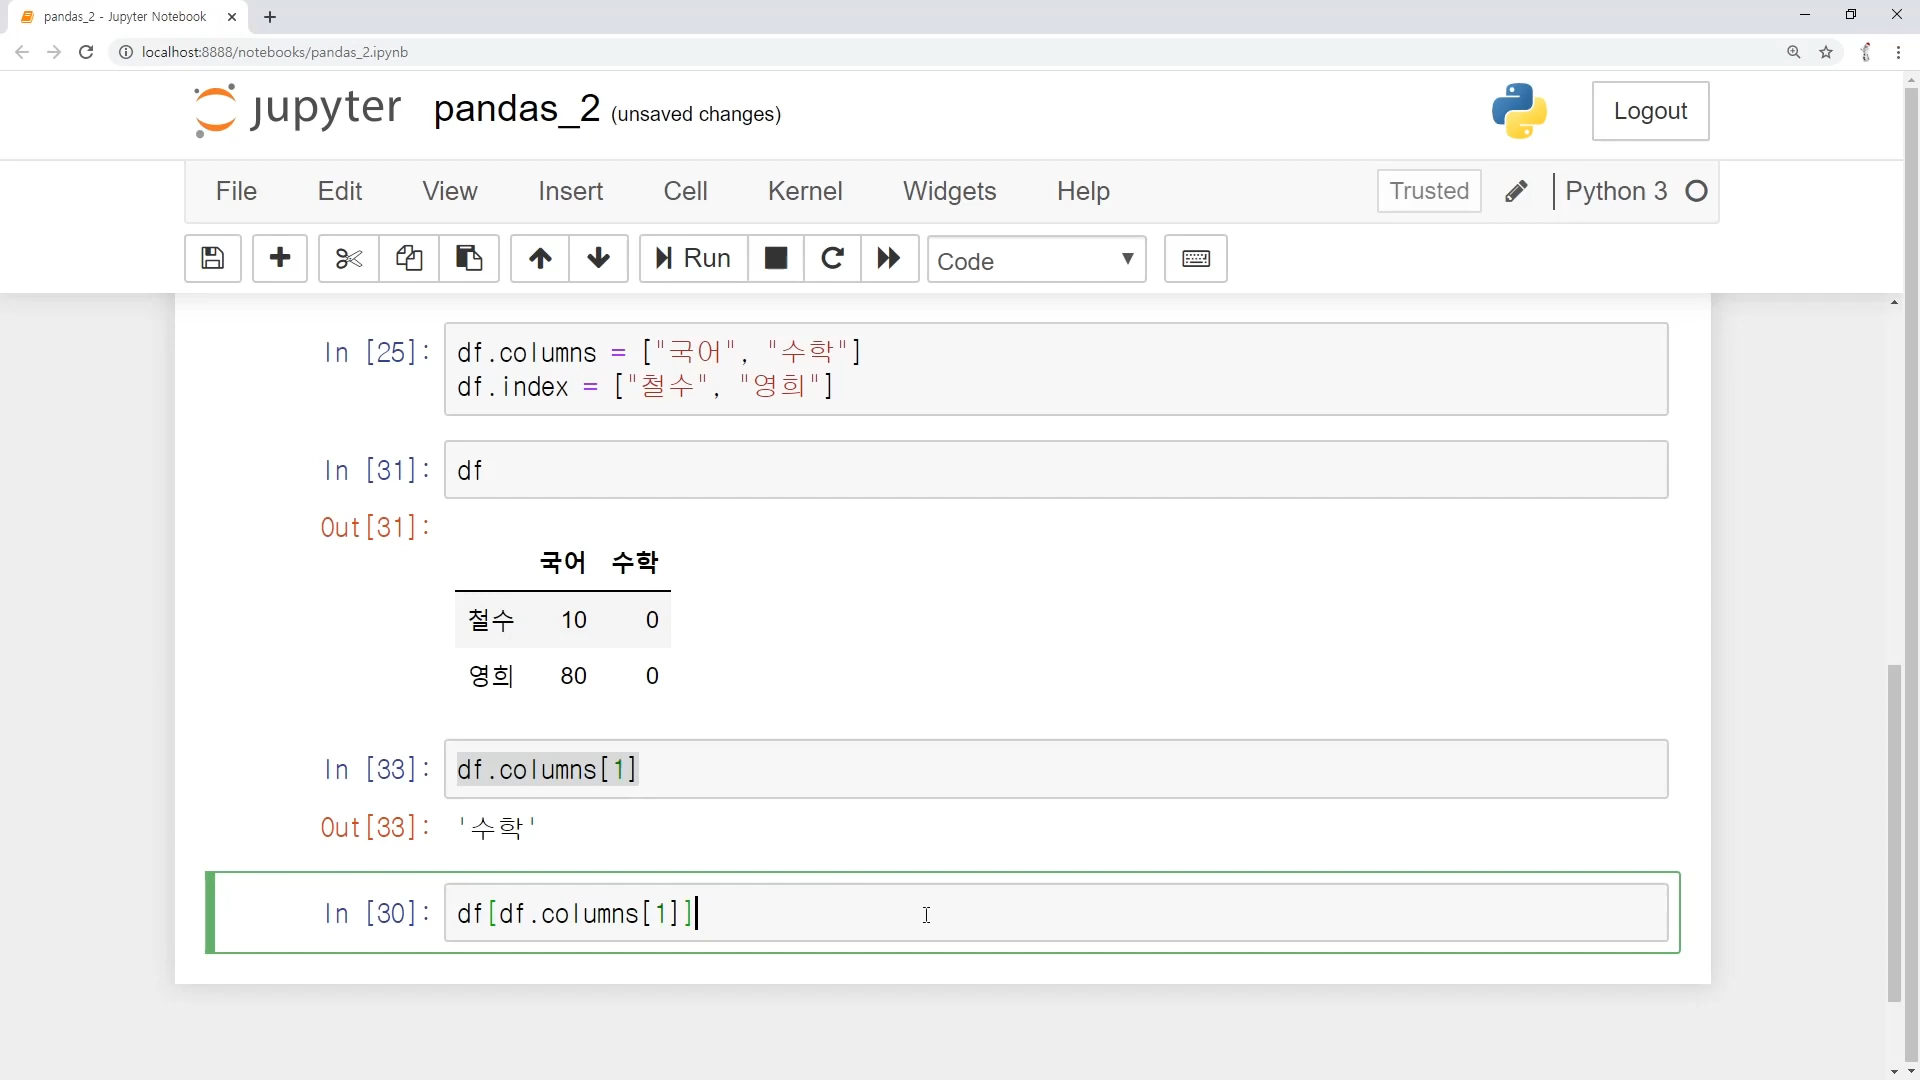 pandas_2 - Jupyter Notebook
localhost:8888/notebooks/pandas_2.ipynb
jupyter pandas_2 (unsaved changes) Logout
File Edit View Insert Cell Kernel Widgets Help Trusted Python 3
Run Code
In [25]: df.columns = ["국어", "수학"]
df.index = ["철수", "영희"]
In [31]: df
Out[31]:
국어 수학
철수 10 0
영희 80 0
In [33]: df.columns[1]
Out[33]: '수학'
In [30]: df[df.columns[1]]